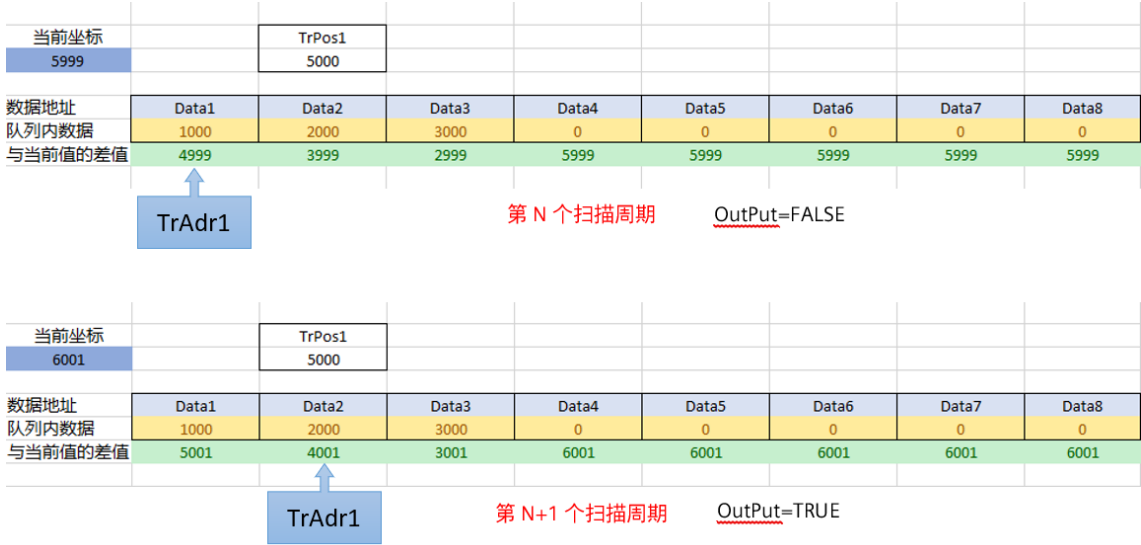 当前坐标 TrPos1
5999 5000
数据地址 Data1 Data2 Data3 Data4 Data5 Data6 Data7 Data8
队列内数据 1000 2000 3000 0 0 0 0 0
与当前值的差值 4999 3999 2999 5999 5999 5999 5999 5999
TrAdr1 第 N 个扫描周期 OutPut=FALSE
当前坐标 TrPos1
6001 5000
数据地址 Data1 Data2 Data3 Data4 Data5 Data6 Data7 Data8
队列内数据 1000 2000 3000 0 0 0 0 0
与当前值的差值 5001 4001 3001 6001 6001 6001 6001 6001
TrAdr1 第 N+1 个扫描周期 OutPut=TRUE